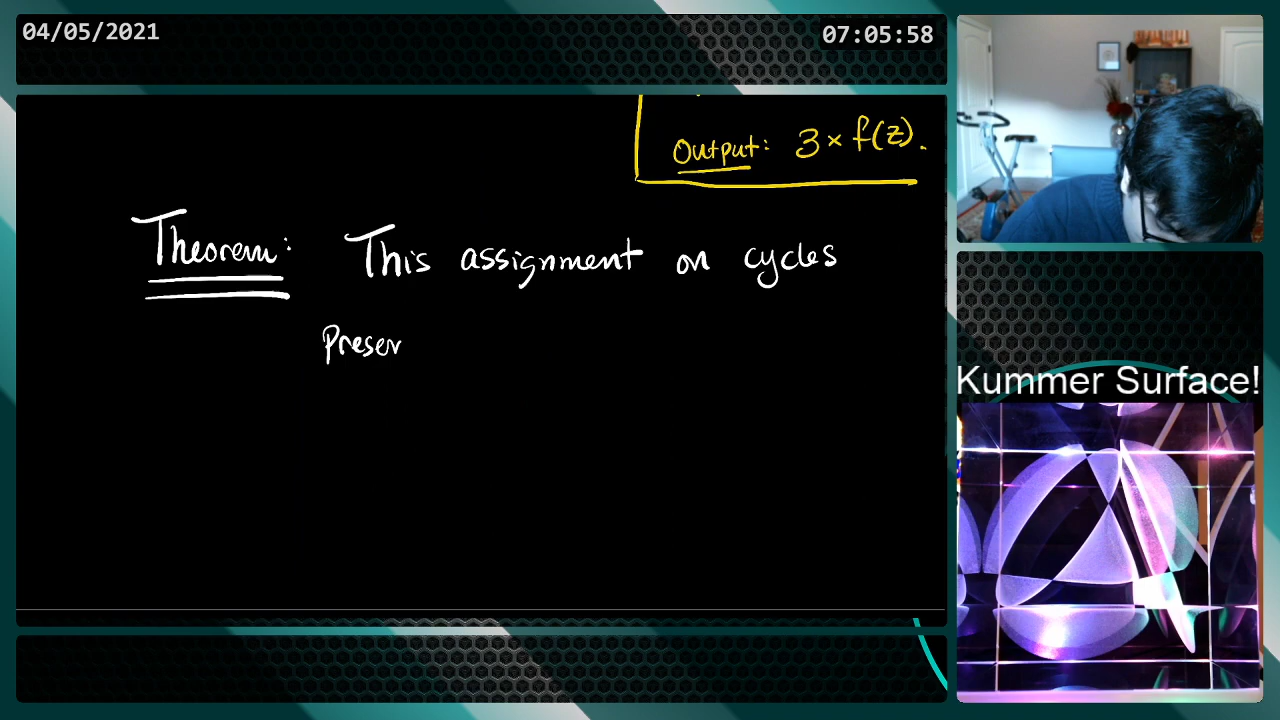 04/05/2021
07:05:58
Output: 3 × f(z).
Theorem: This assignment on cycles
Preser
Kummer Surface!